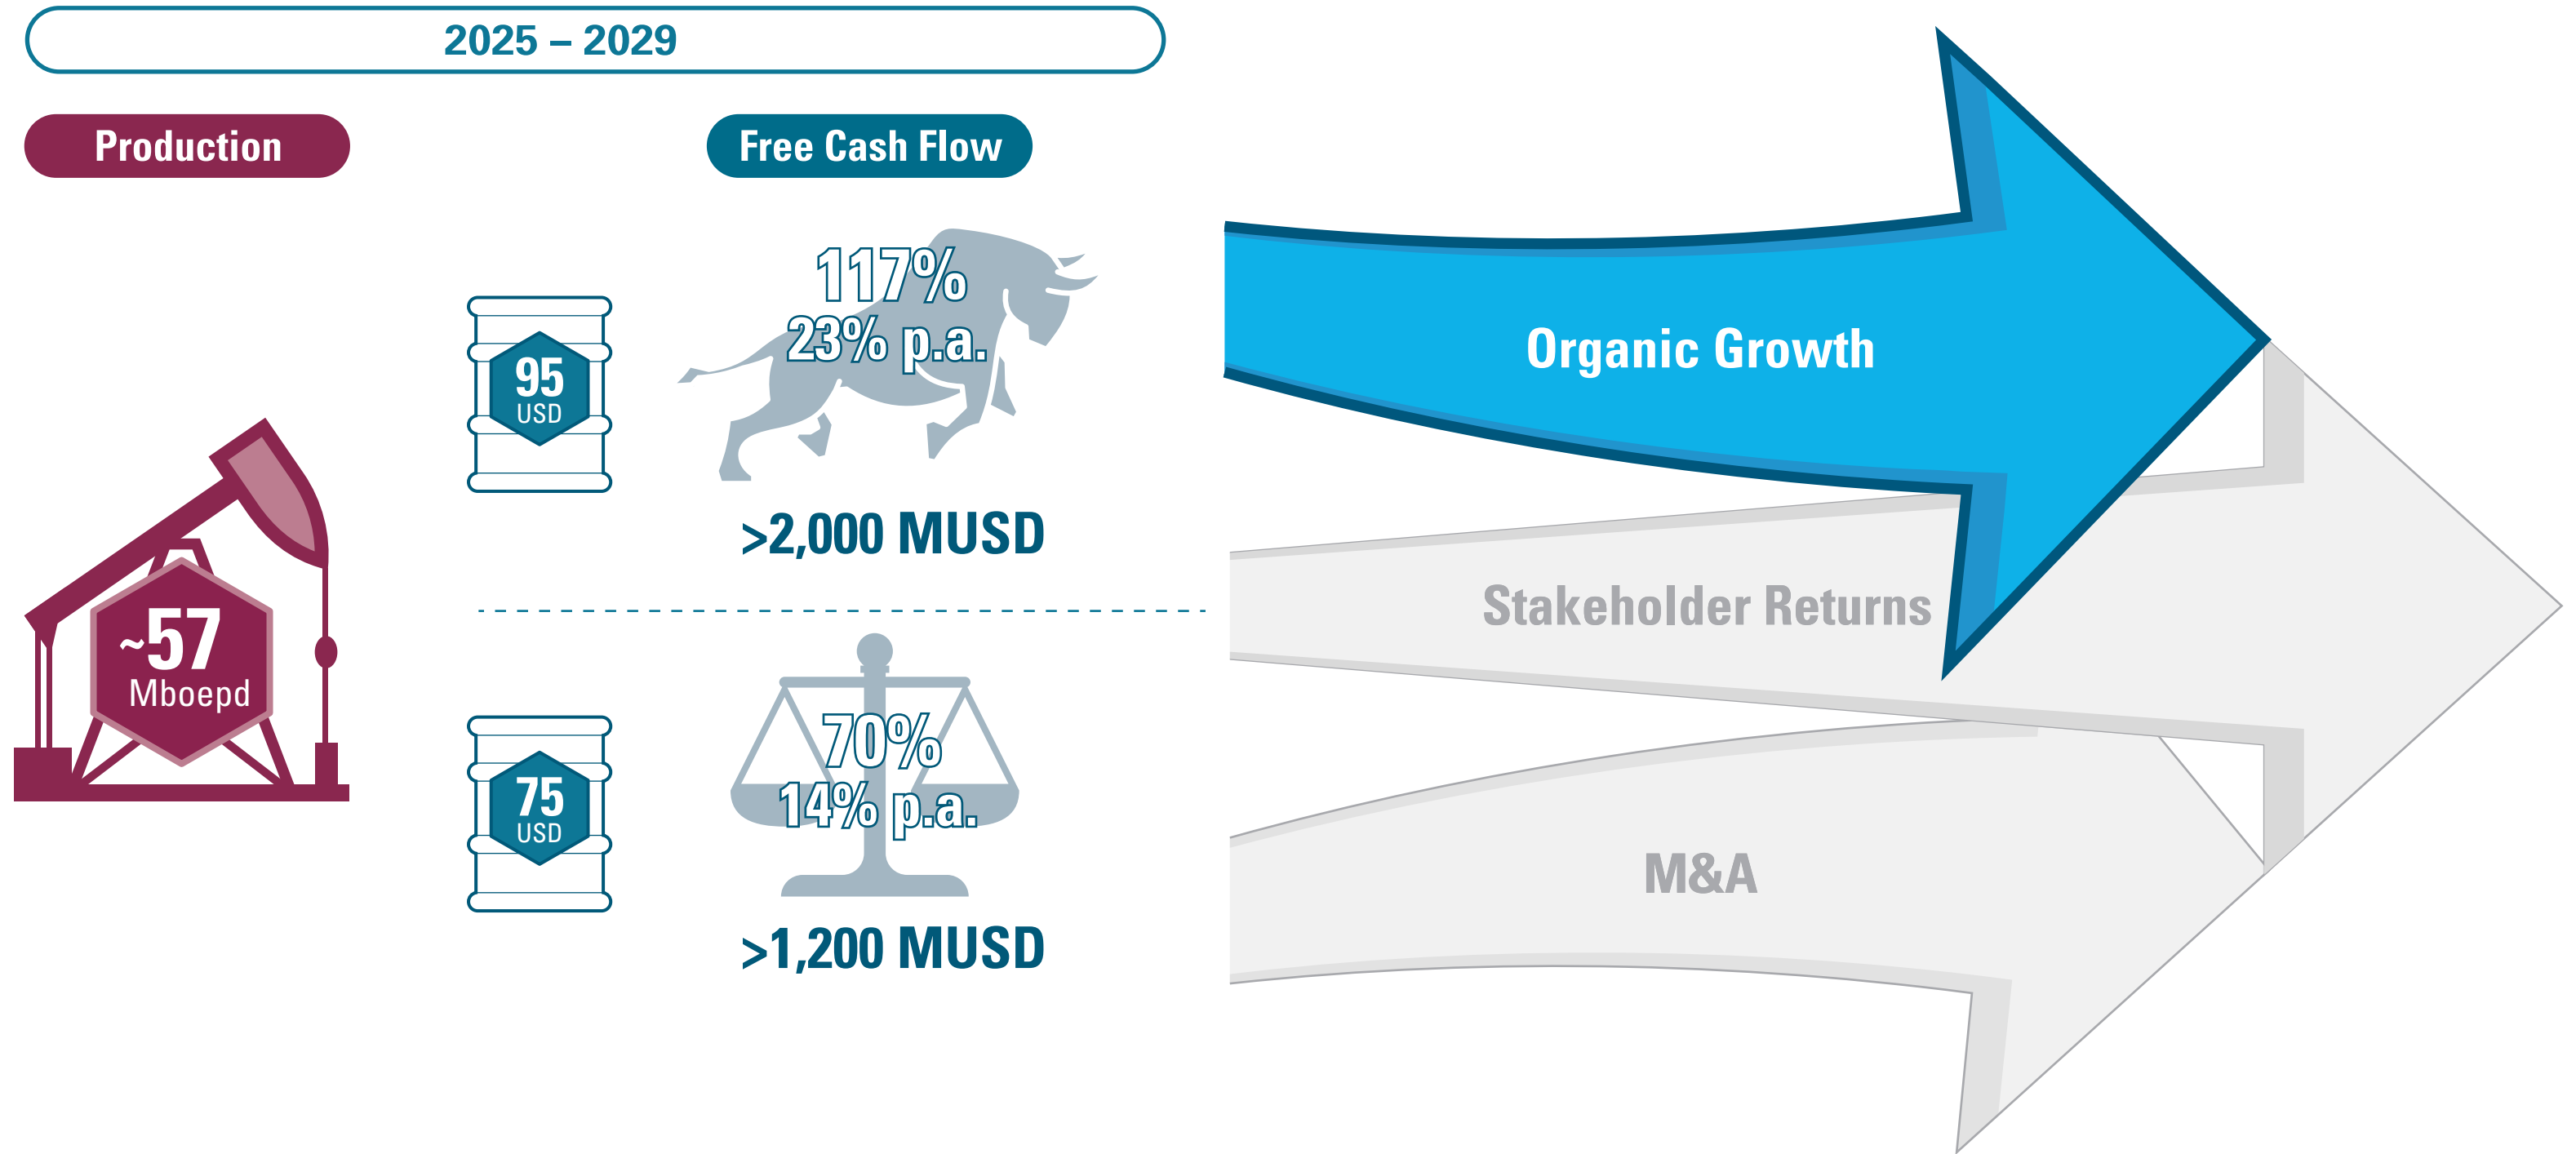 2025 – 2029
Production
Free Cash Flow
95
USD
117%
23% p.a.
>2,000 MUSD
~57
Mboepd
75
USD
70%
14% p.a.
>1,200 MUSD
Organic Growth
Stakeholder Returns
M&A